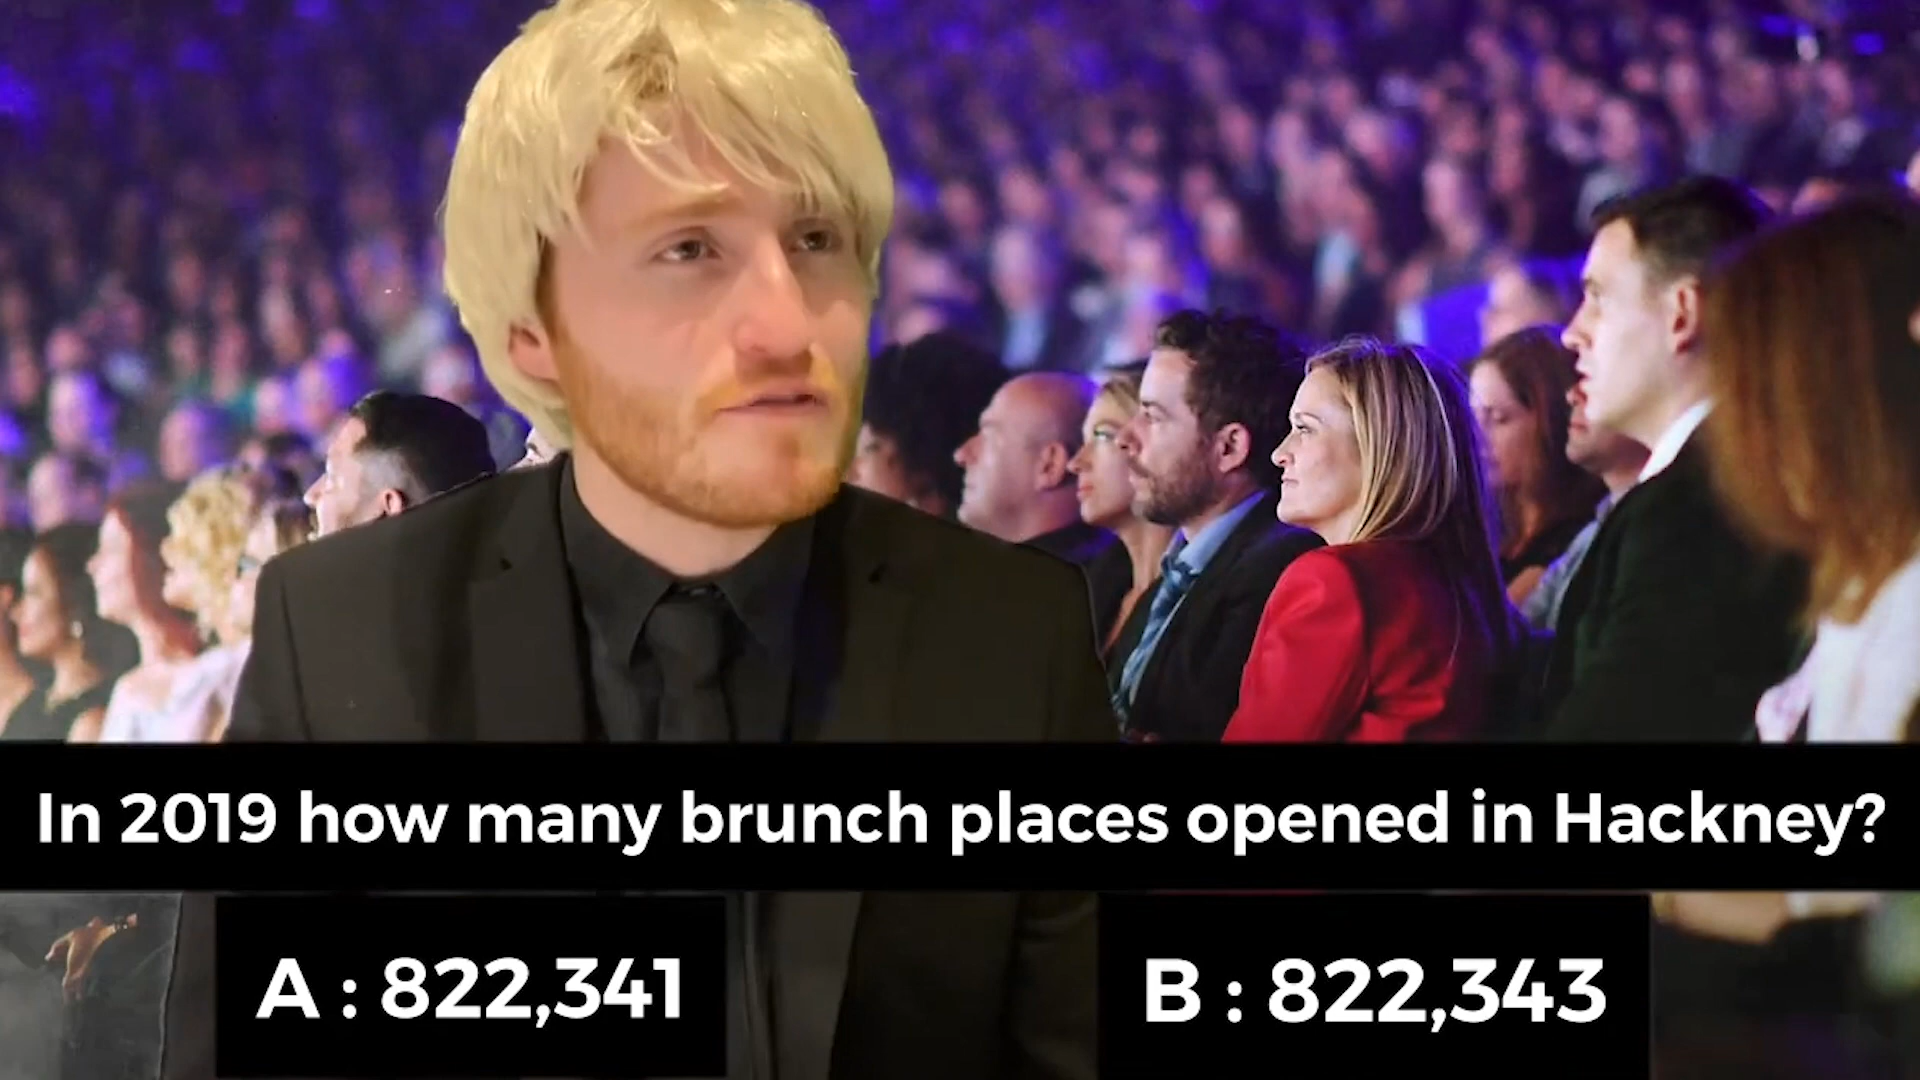 In 2019 how many brunch places opened in Hackney?
A : 822,341
B : 822,343